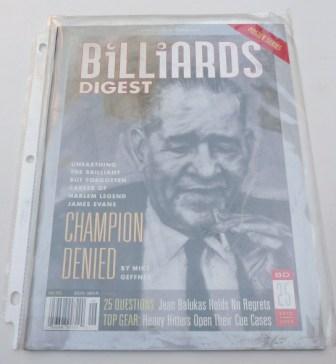 BiLLiARDS
DIGEST
UNEARTHING
THE BRILLIANT
BUT FORGOTTEN
CAREER OF
HARLEM LEGEND
JAMES EVANS
CHAMPION
DENIED
BY MIKE
GEFFNER
BD
25
25 QUESTIONS Jean Balukas Holds No Regrets
TOP GEAR: Heavy Hitters Open Their Cue Cases